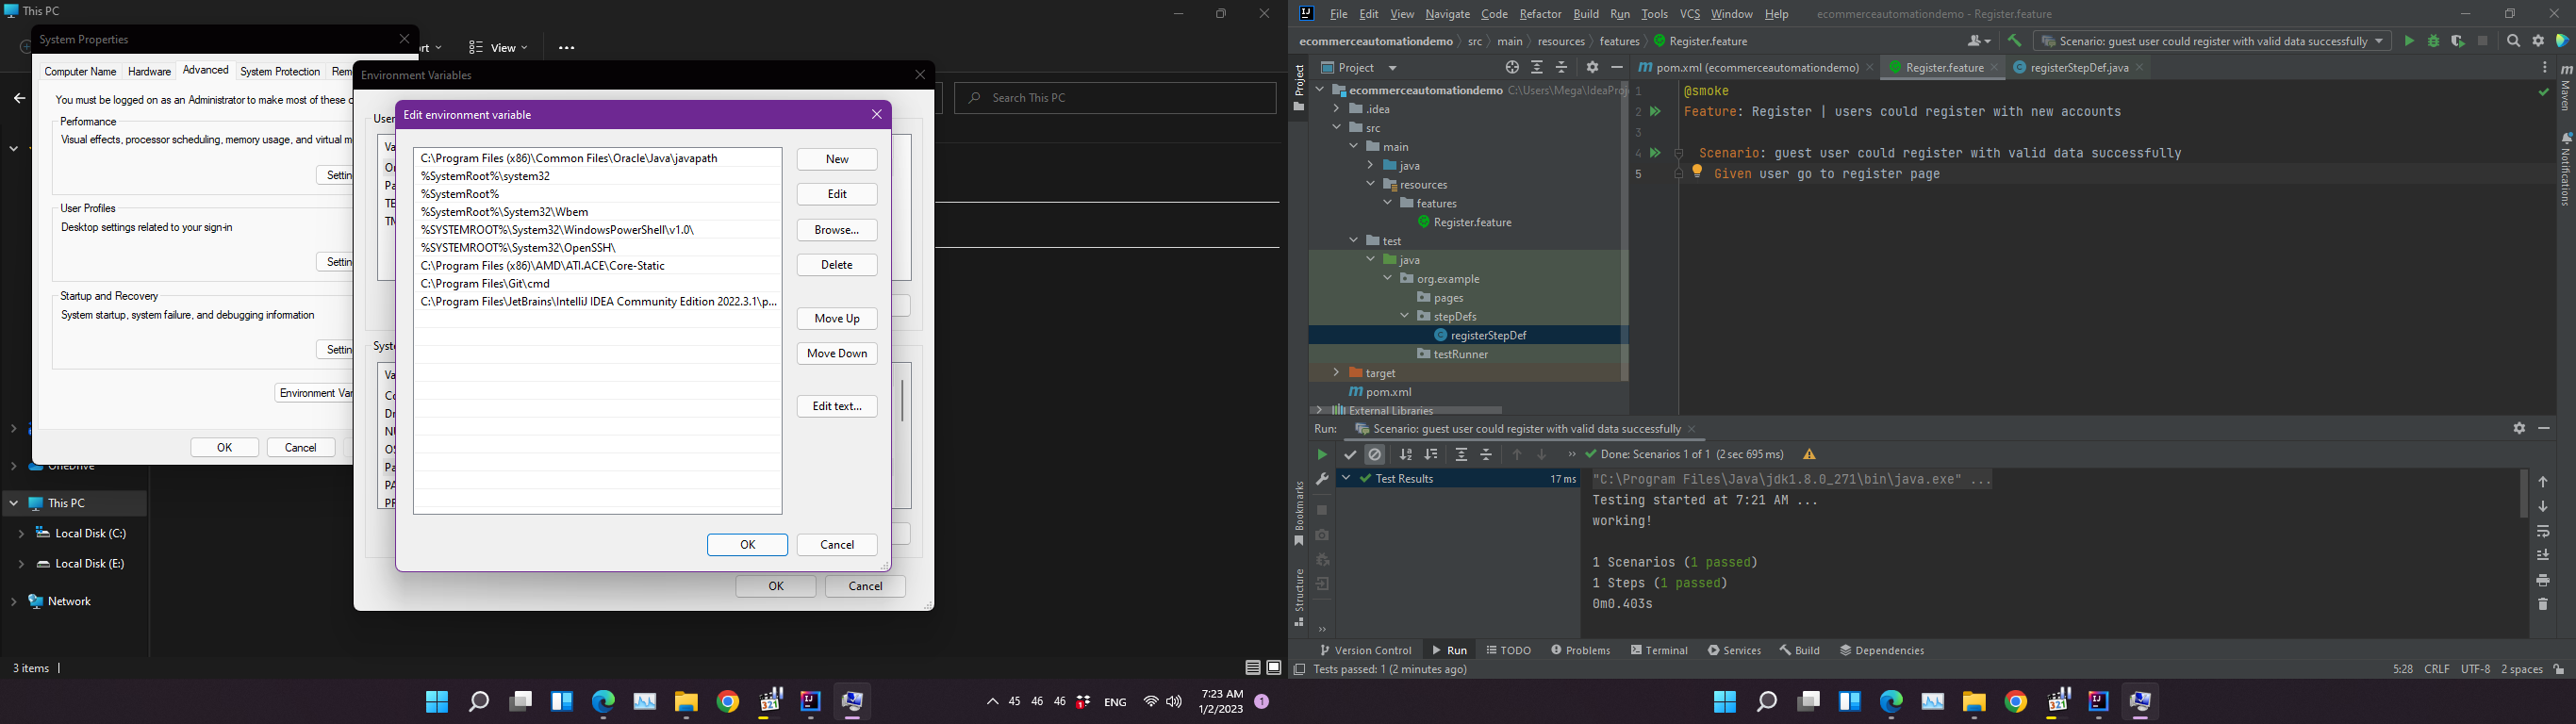 This PC
System Properties
Computer Name
Hardware
Advanced
System Protection
Rem
You must be logged on as an Administrator to make most of these c
Performance
Visual effects, processor scheduling, memory usage, and virtual m
Settin
User Profiles
Desktop settings related to your sign-in
Settin
Startup and Recovery
System startup, system failure, and debugging information
Settin
Environment Var
OK
Cancel
View
Search This PC
Environment Variables
User
Va
Pa
TE
Syst
Va
Co
Dr
NU
OS
Pa
PA
PF
OK
Cancel
Edit environment variable
C:\Program Files (x86)\Common Files\Oracle\Java\javapath
%SystemRoot%\system32
%SystemRoot%
%SystemRoot%\System32\Wbem
%SYSTEMROOT%\System32\WindowsPowerShell\v1.0\
%SYSTEMROOT%\System32\OpenSSH\
C:\Program Files (x86)\AMD\ATI.ACE\Core-Static
C:\Program Files\Git\cmd
C:\Program Files\JetBrains\IntelliJ IDEA Community Edition 2022.3.1\p...
New
Edit
Browse...
Delete
Move Up
Move Down
Edit text...
OK
Cancel
OneDrive
This PC
Local Disk (C:)
Local Disk (E:)
Network
3 items
45 46 46
ENG
7:23 AM
1/2/2023
1
File Edit View Navigate Code Refactor Build Run Tools VCS Window Help
ecommerceautomationdemo - Register.feature
ecommerceautomationdemo
src
main
resources
features
Register.feature
Scenario: guest user could register with valid data successfully
Project
Project
pom.xml (ecommerceautomationdemo)
Register.feature
registerStepDef.java
ecommerceautomationdemo C:\Users\Mega\IdeaProj
.idea
src
main
java
resources
features
Register.feature
test
java
org.example
pages
stepDefs
registerStepDef
testRunner
target
pom.xml
External Libraries
1 @smoke
2 Feature: Register | users could register with new accounts
3
4 Scenario: guest user could register with valid data successfully
5 Given user go to register page
Maven
Notifications
Run:
Scenario: guest user could register with valid data successfully
Done: Scenarios 1 of 1 (2 sec 695 ms)
Test Results
17 ms
"C:\Program Files\Java\jdk1.8.0_271\bin\java.exe" ...
Testing started at 7:21 AM ...
working!
1 Scenarios (1 passed)
1 Steps (1 passed)
0m0.403s
Bookmarks
Structure
Version Control
Run
TODO
Problems
Terminal
Services
Build
Dependencies
Tests passed: 1 (2 minutes ago)
5:28 CRLF UTF-8 2 spaces